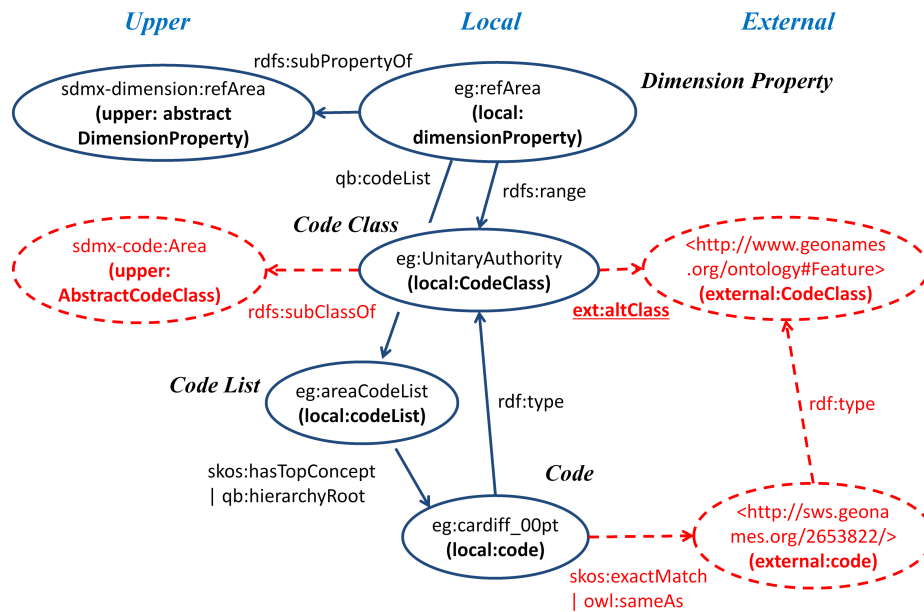 Upper
Local
External
rdfs:subPropertyOf
sdmx-dimension:refArea
(upper: abstract
DimensionProperty)
eg:refArea
(local:
dimensionProperty)
Dimension Property
qb:codeList
rdfs:range
Code Class
sdmx-code:Area
(upper:
AbstractCodeClass)
rdfs:subClassOf
eg:UnitaryAuthority
(local:CodeClass)
<http://www.geonames
.org/ontology#Feature>
(external:CodeClass)
ext:altClass
Code List
eg:areaCodeList
(local:codeList)
rdf:type
rdf:type
skos:hasTopConcept
| qb:hierarchyRoot
Code
eg:cardiff_00pt
(local:code)
<http://sws.geona
mes.org/2653822/>
(external:code)
skos:exactMatch
| owl:sameAs